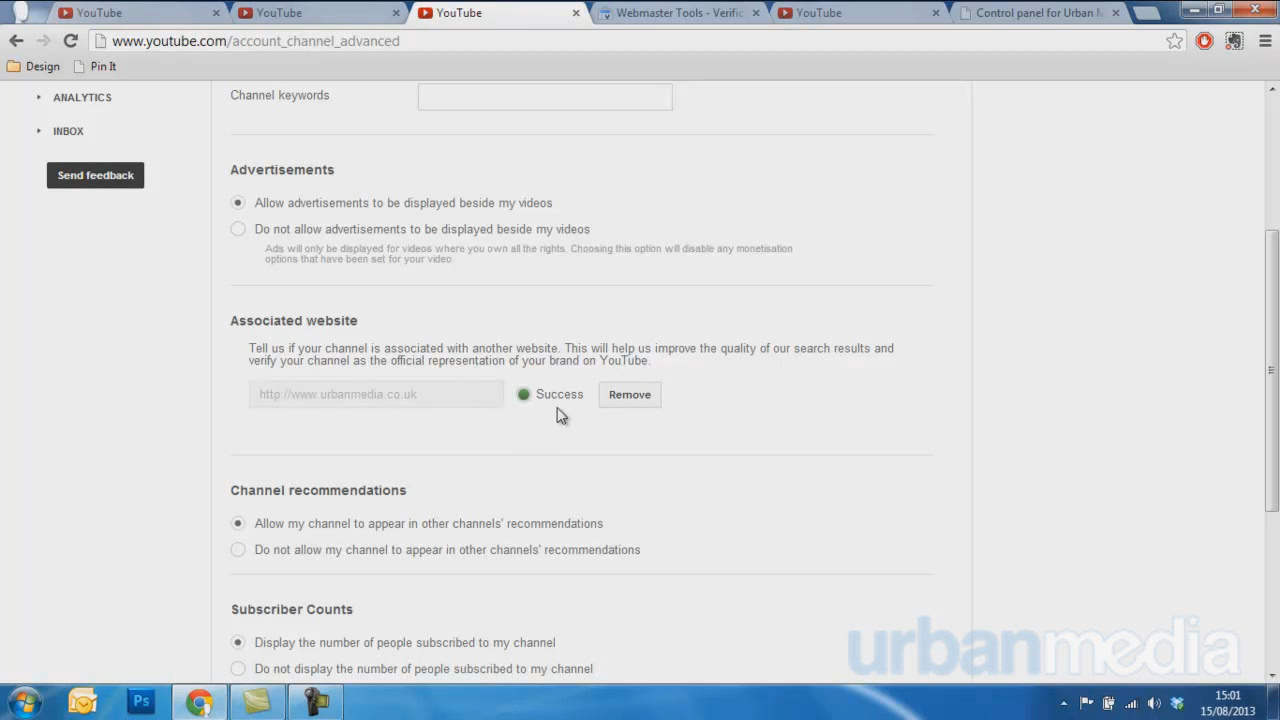 YouTube
YouTube
YouTube
Webmaster Tools - Verific
YouTube
Control panel for Urban M
www.youtube.com/account_channel_advanced
Design
Pin It
ANALYTICS
INBOX
Send feedback
Channel keywords
Advertisements
Allow advertisements to be displayed beside my videos
Do not allow advertisements to be displayed beside my videos
Ads will only be displayed for videos where you own all the rights. Choosing this option will disable any monetisation
options that have been set for your video.
Associated website
Tell us if your channel is associated with another website. This will help us improve the quality of our search results and
verify your channel as the official representation of your brand on YouTube.
http://www.urbanmedia.co.uk
Success
Remove
Channel recommendations
Allow my channel to appear in other channels' recommendations
Do not allow my channel to appear in other channels' recommendations
Subscriber Counts
Display the number of people subscribed to my channel
Do not display the number of people subscribed to my channel
urbanmedia
Ps
15:01
15/08/2013